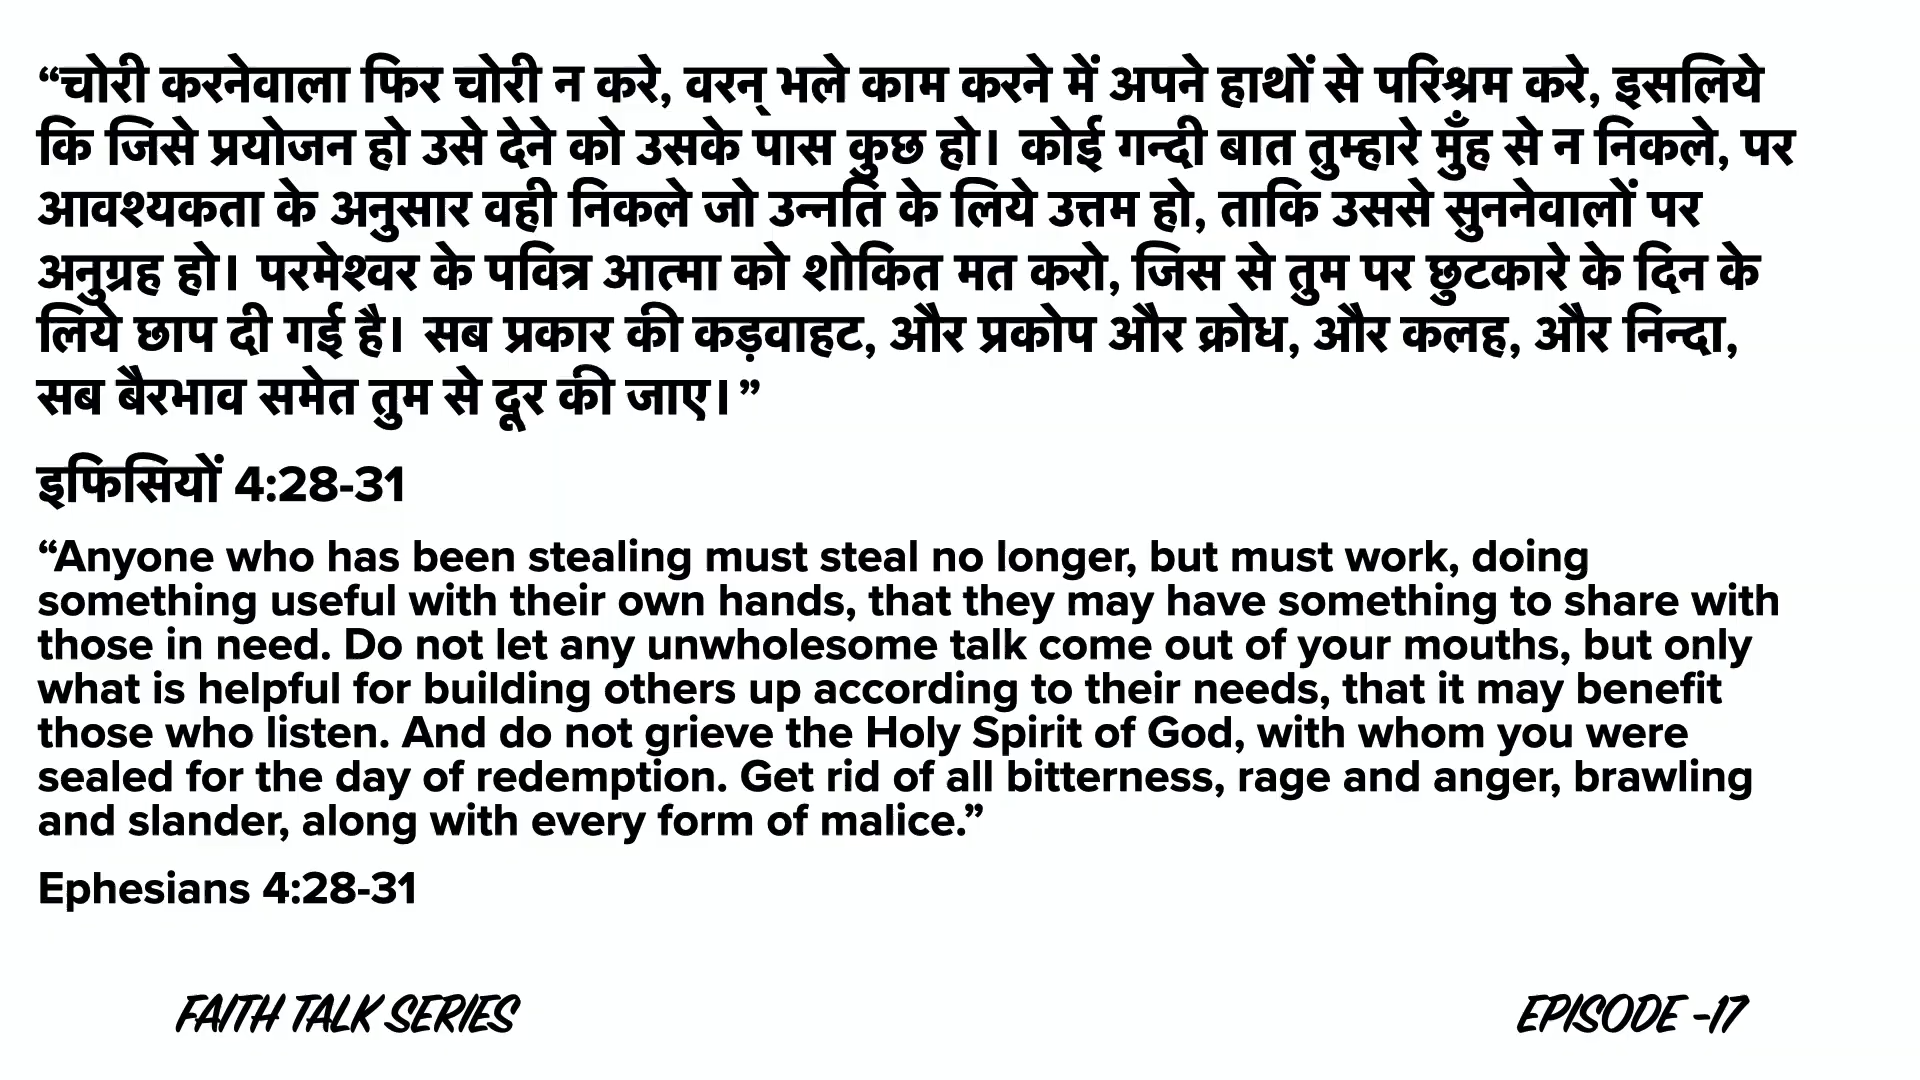 “चोरी करनेवाला फिर चोरी न करे, वरन् भले काम करने में अपने हाथों से परिश्रम करे, इसलिये
कि जिसे प्रयोजन हो उसे देने को उसके पास कुछ हो। कोई गन्दी बात तुम्हारे मुँह से न निकले, पर
आवश्यकता के अनुसार वही निकले जो उन्नति के लिये उत्तम हो, ताकि उससे सुननेवालों पर
अनुग्रह हो। परमेश्वर के पवित्र आत्मा को शोकित मत करो, जिस से तुम पर छुटकारे के दिन के
लिये छाप दी गई है। सब प्रकार की कड़वाहट, और प्रकोप और क्रोध, और कलह, और निन्दा,
सब बैरभाव समेत तुम से दूर की जाए।”
इफिसियों 4:28-31
“Anyone who has been stealing must steal no longer, but must work, doing
something useful with their own hands, that they may have something to share with
those in need. Do not let any unwholesome talk come out of your mouths, but only
what is helpful for building others up according to their needs, that it may benefit
those who listen. And do not grieve the Holy Spirit of God, with whom you were
sealed for the day of redemption. Get rid of all bitterness, rage and anger, brawling
and slander, along with every form of malice.”
Ephesians 4:28-31
FAITH TALK SERIES
EPISODE -17